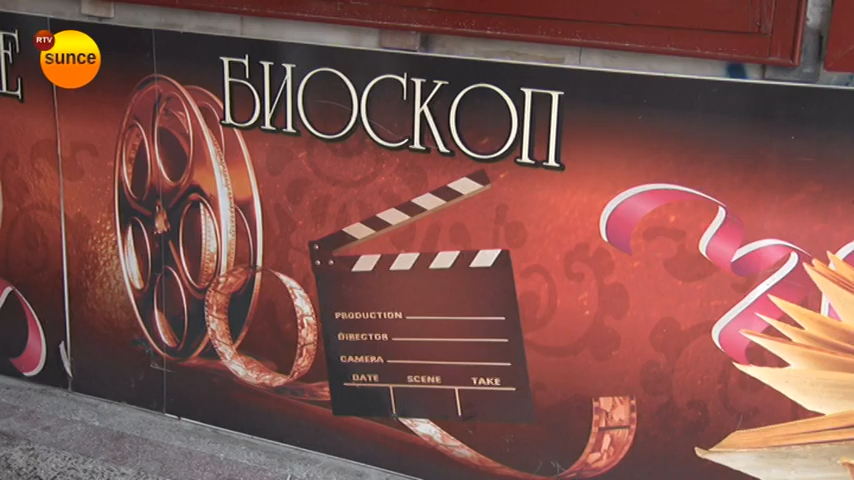 RTV
sunce
Е
БИОСКОП
PRODUCTION
DIRECTOR
CAMERA
DATE SCENE TAKE